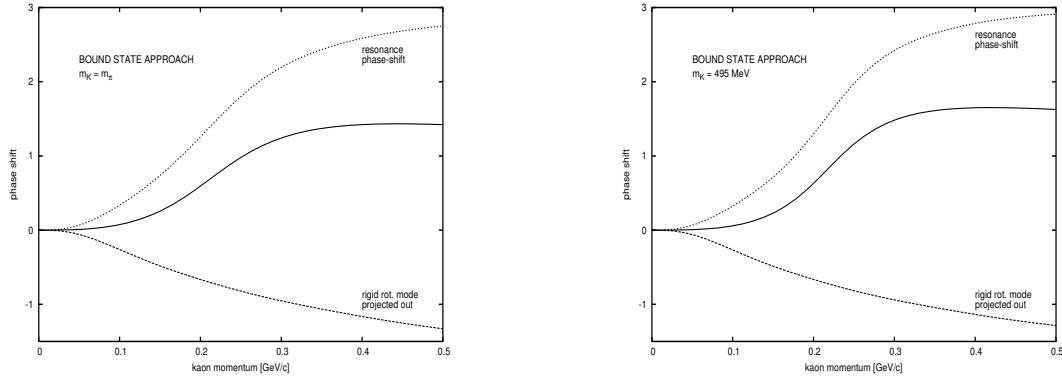 3
2
1
0
-1
phase shift
BOUND STATE APPROACH
m_K = m_π
resonance
phase-shift
rigid rot. mode
projected out
0 0.1 0.2 0.3 0.4 0.5
kaon momentum [GeV/c]
3
2
1
0
-1
phase shift
BOUND STATE APPROACH
m_K = 495 MeV
resonance
phase-shift
rigid rot. mode
projected out
0 0.1 0.2 0.3 0.4 0.5
kaon momentum [GeV/c]